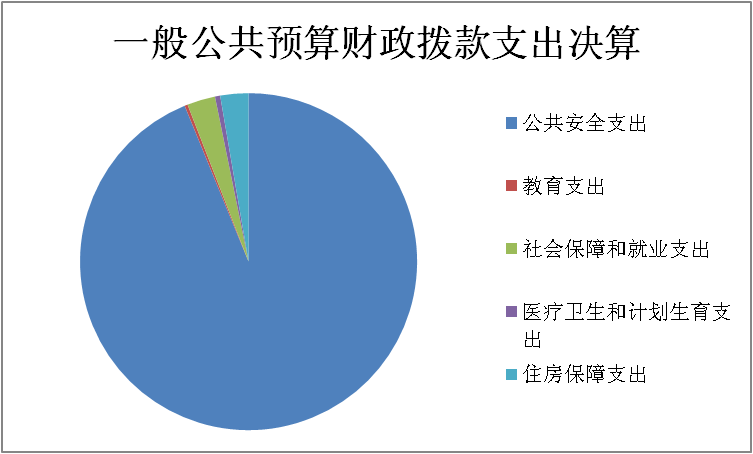 一般公共预算财政拨款支出决算
公共安全支出
教育支出
社会保障和就业支出
医疗卫生和计划生育支
出
住房保障支出